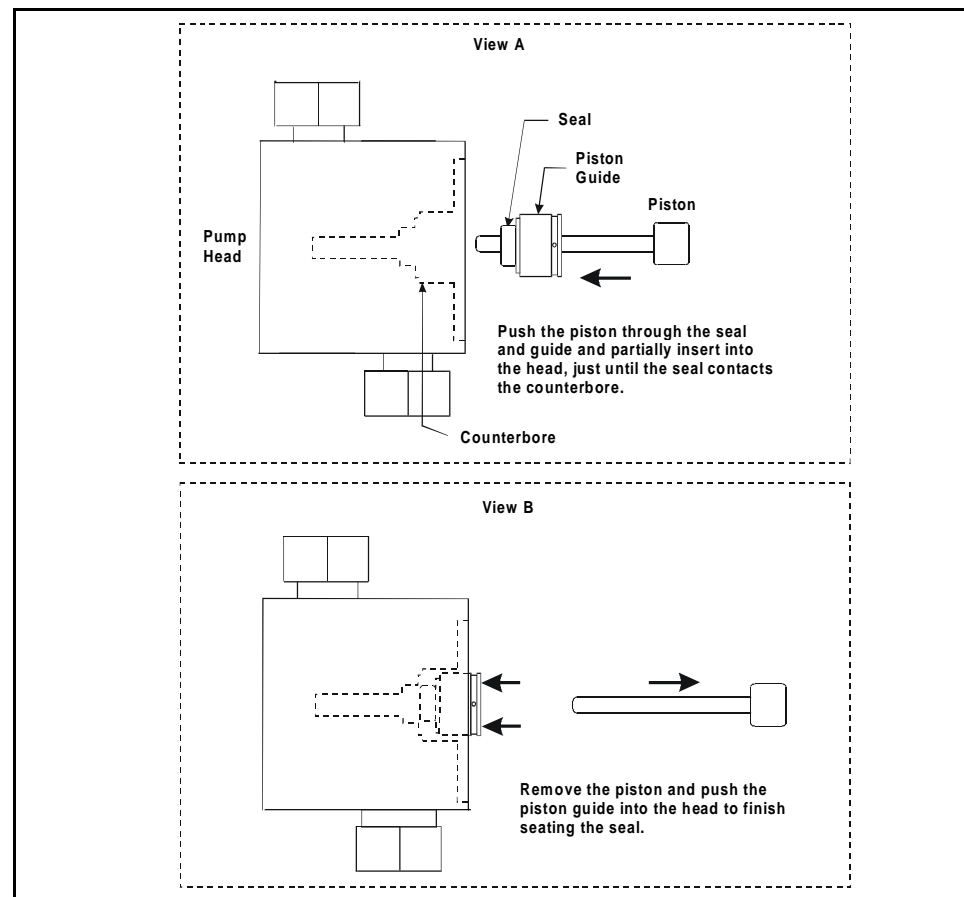 View A
Seal
Piston
Guide
Piston
Pump
Head
Push the piston through the seal
and guide and partially insert into
the head, just until the seal contacts
the counterbore.
Counterbore
View B
Remove the piston and push the
piston guide into the head to finish
seating the seal.